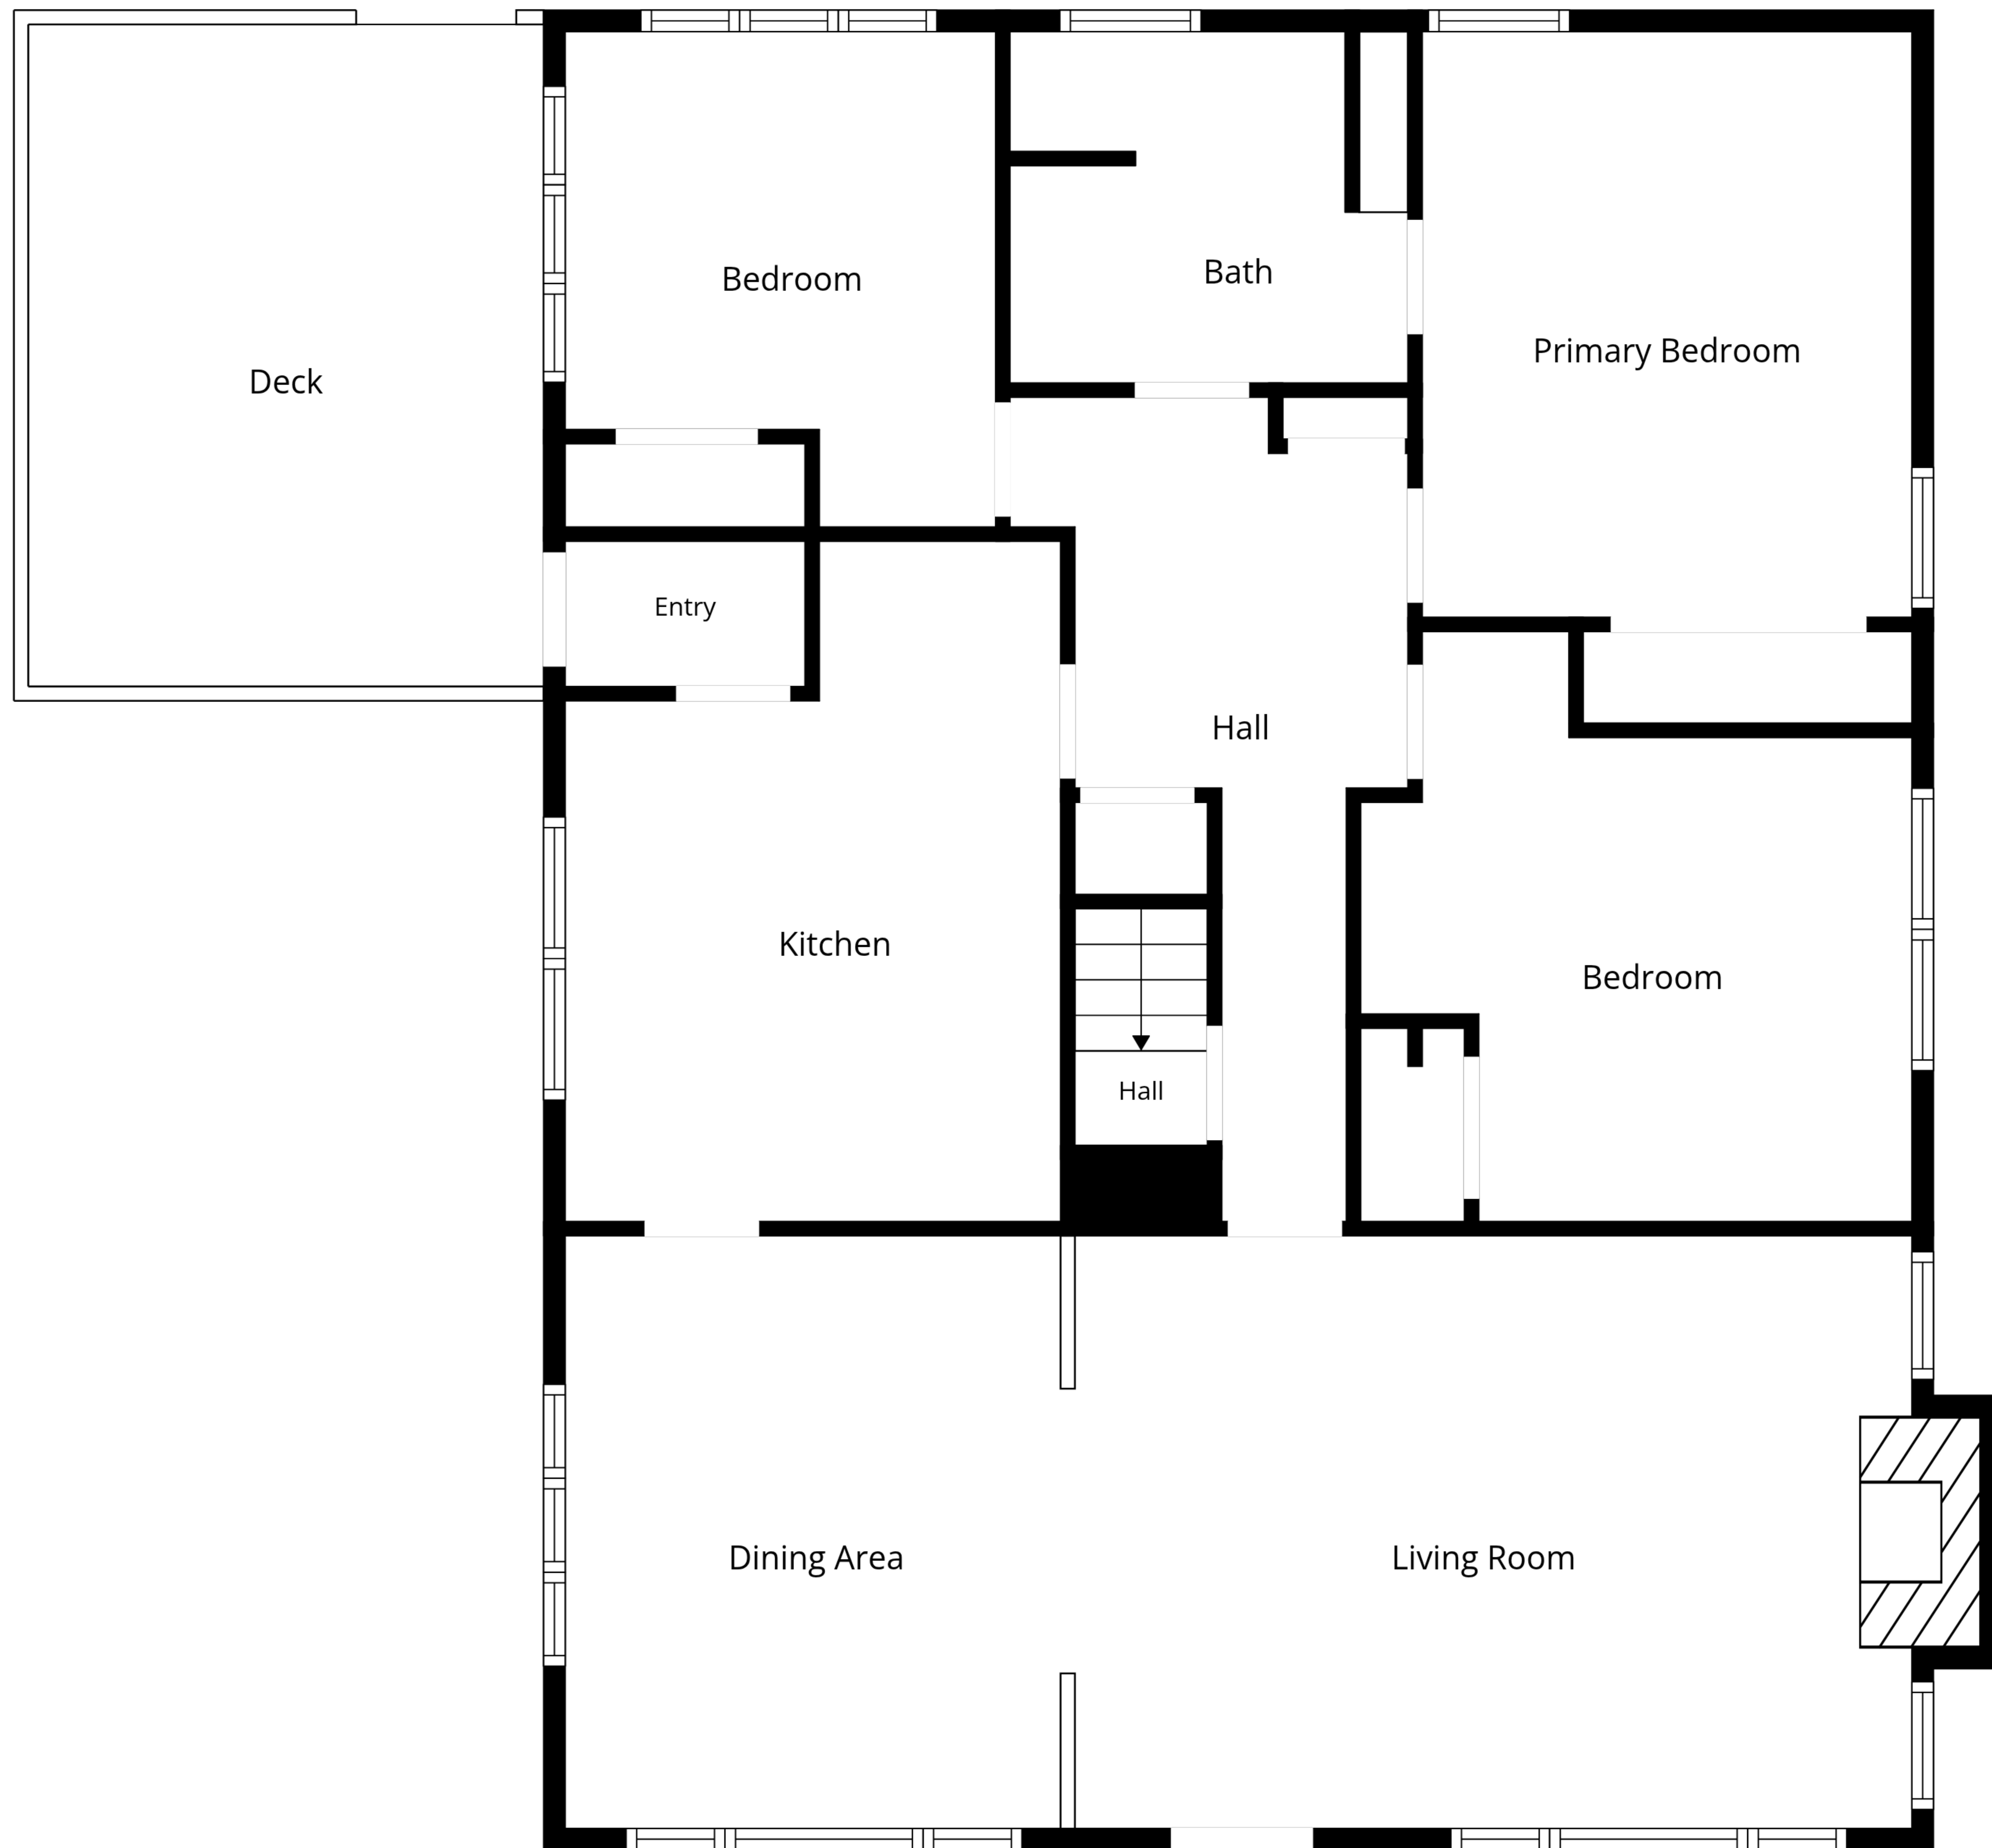 Bedroom
Bath
Primary Bedroom
Deck
Entry
Hall
Kitchen
Bedroom
Hall
Dining Area
Living Room